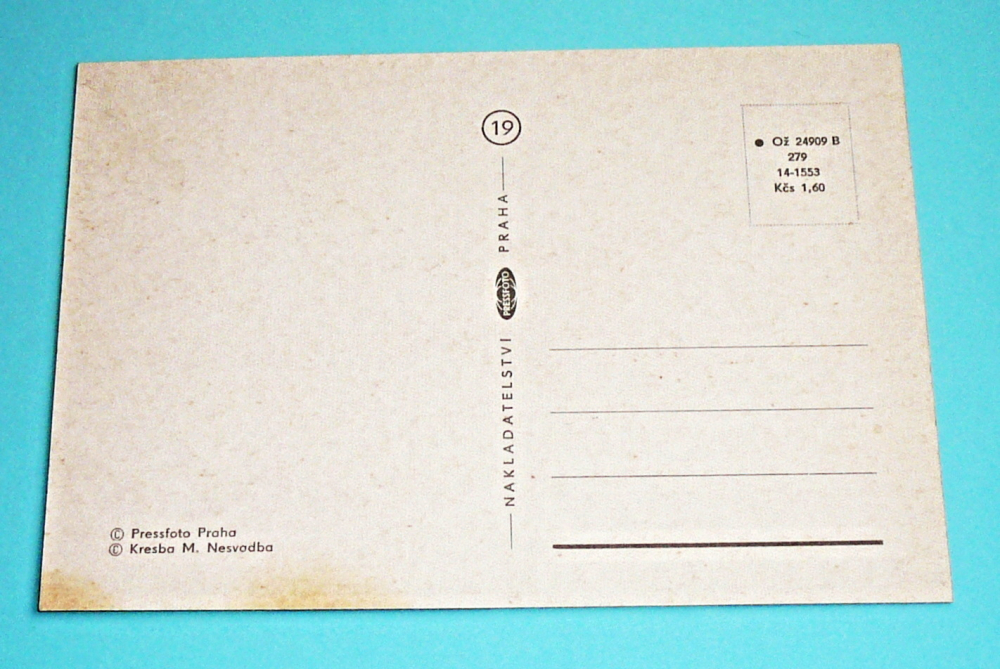 19
NAKLADATELSTVÍ PRESSFOTO PRAHA
● Ož 24909 B
279
14-1553
Kčs 1,60
© Pressfoto Praha
© Kresba M. Nesvadba